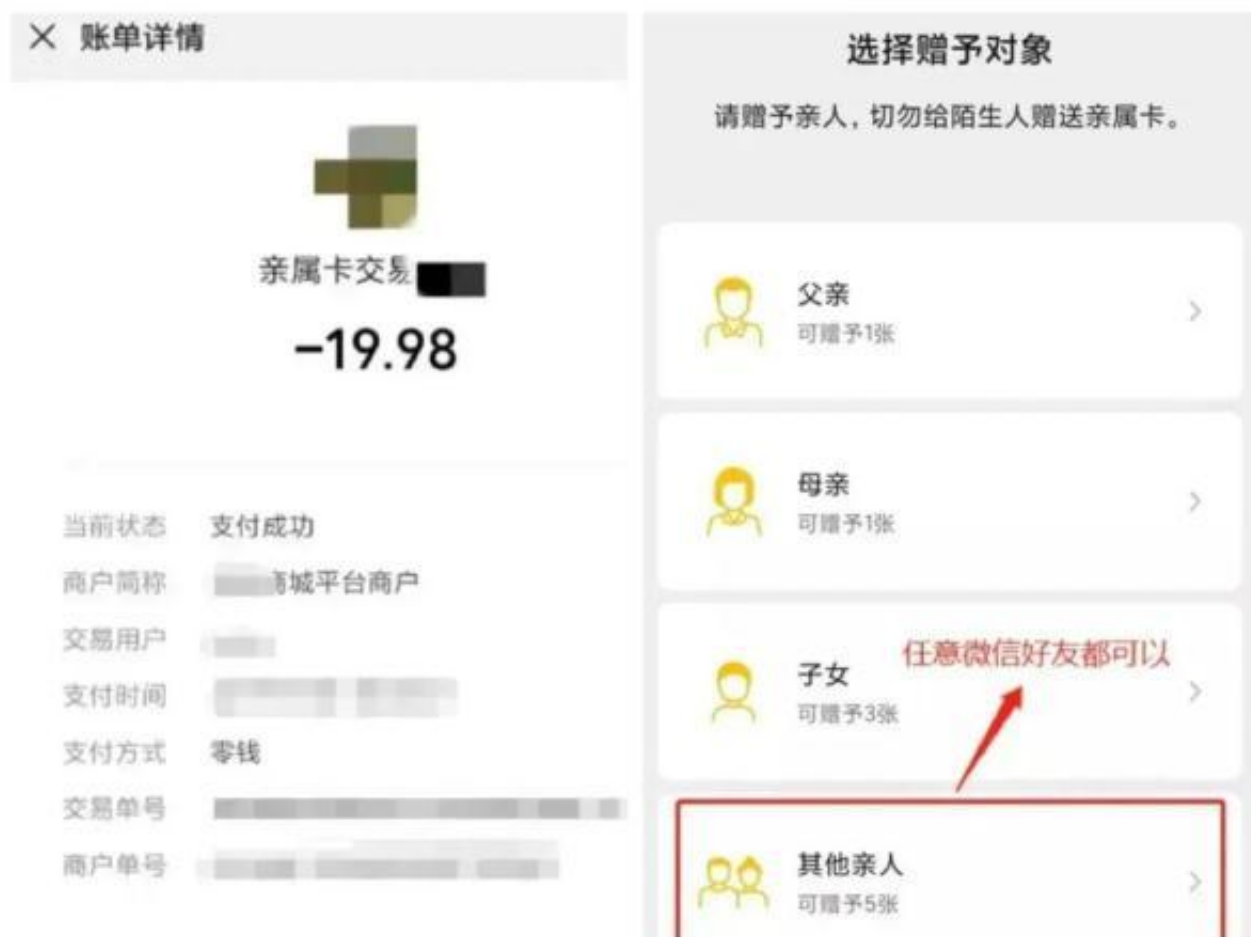 账单详情
亲属卡交易
-19.98
当前状态 支付成功
商户简称 商城平台商户
交易用户
支付时间
支付方式 零钱
交易单号
商户单号
选择赠予对象
请赠予亲人,切勿给陌生人赠送亲属卡。
父亲
可赠予1张
母亲
可赠予1张
任意微信好友都可以
子女
可赠予3张
其他亲人
可赠予5张